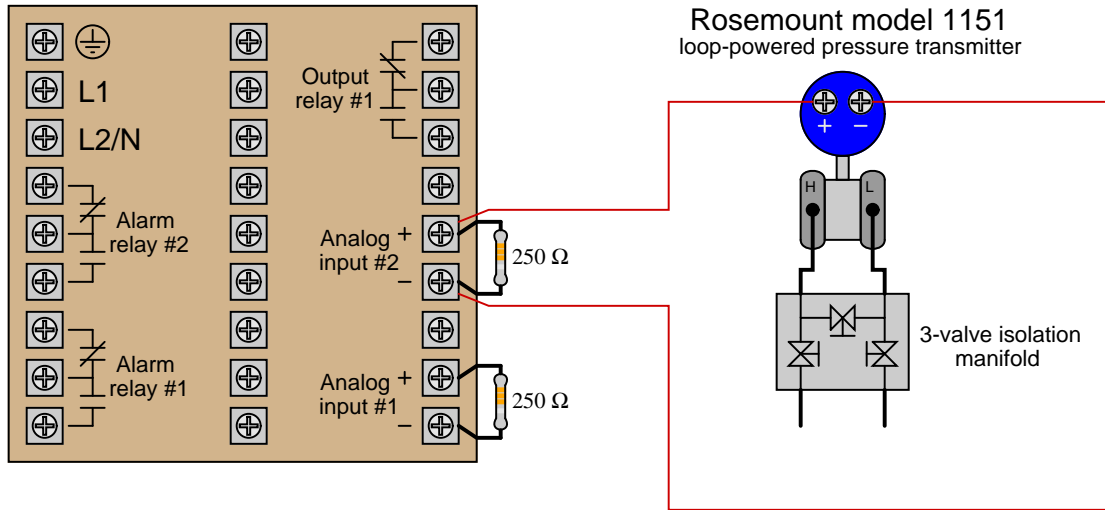 Rosemount model 1151
loop-powered pressure transmitter
L1
L2/N
Output
relay #1
Alarm
relay #2
Analog
input #2
+
−
250 Ω
Alarm
relay #1
Analog
input #1
+
−
250 Ω
+ −
H L
3-valve isolation
manifold